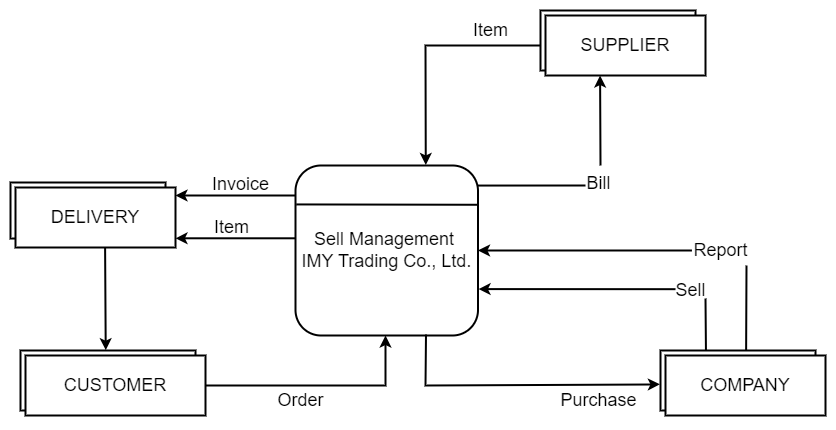 Item
SUPPLIER
Invoice
Bill
DELIVERY
Item
Sell Management
IMY Trading Co., Ltd.
Report
Sell
CUSTOMER
COMPANY
Order
Purchase